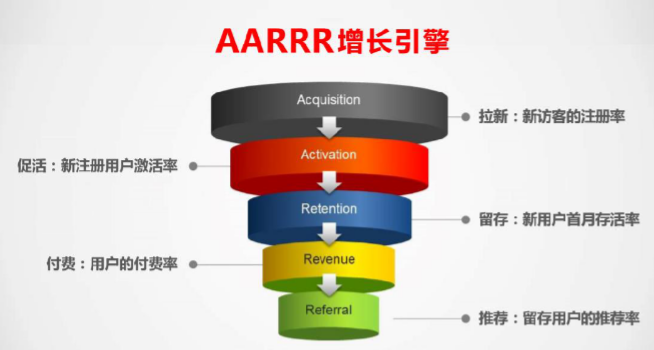 AARRR增长引擎
Acquisition
拉新：新访客的注册率
Activation
促活：新注册用户激活率
Retention
留存：新用户首月存活率
Revenue
付费：用户的付费率
Referral
推荐：留存用户的推荐率